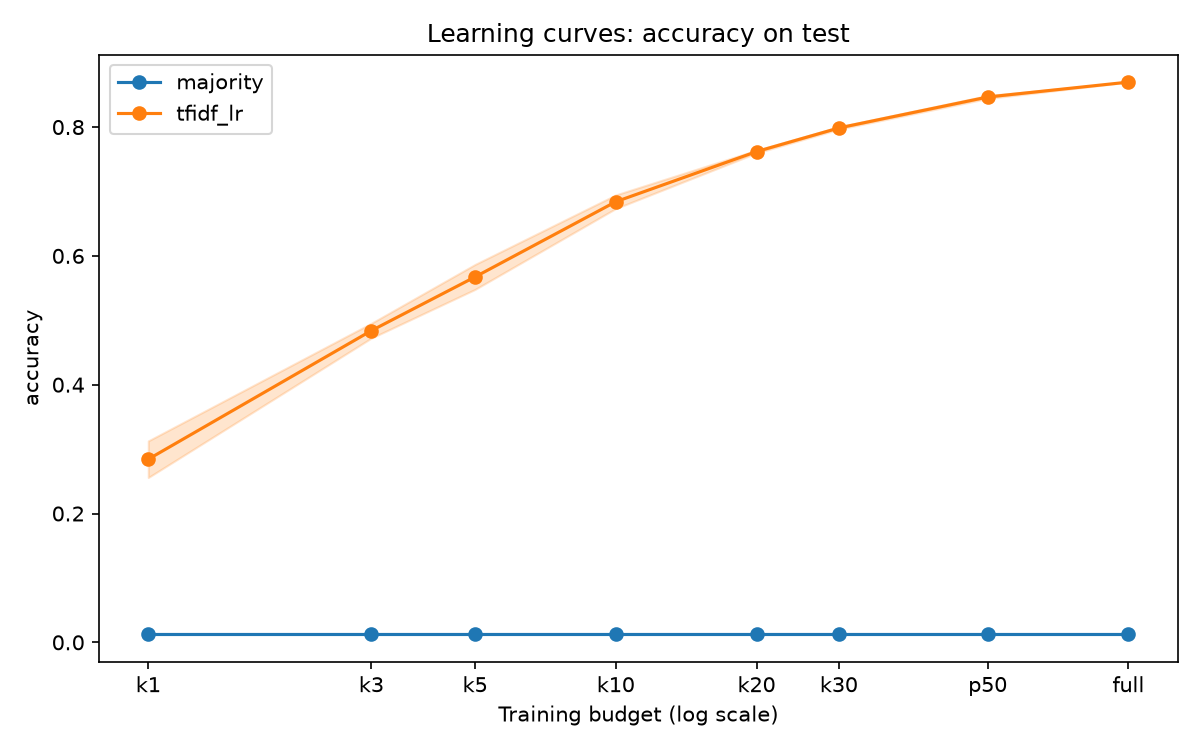 Learning curves: accuracy on test
majority
tfidf_lr
accuracy
0.8
0.6
0.4
0.2
0.0
k1 k3 k5 k10 k20 k30 p50 full
Training budget (log scale)